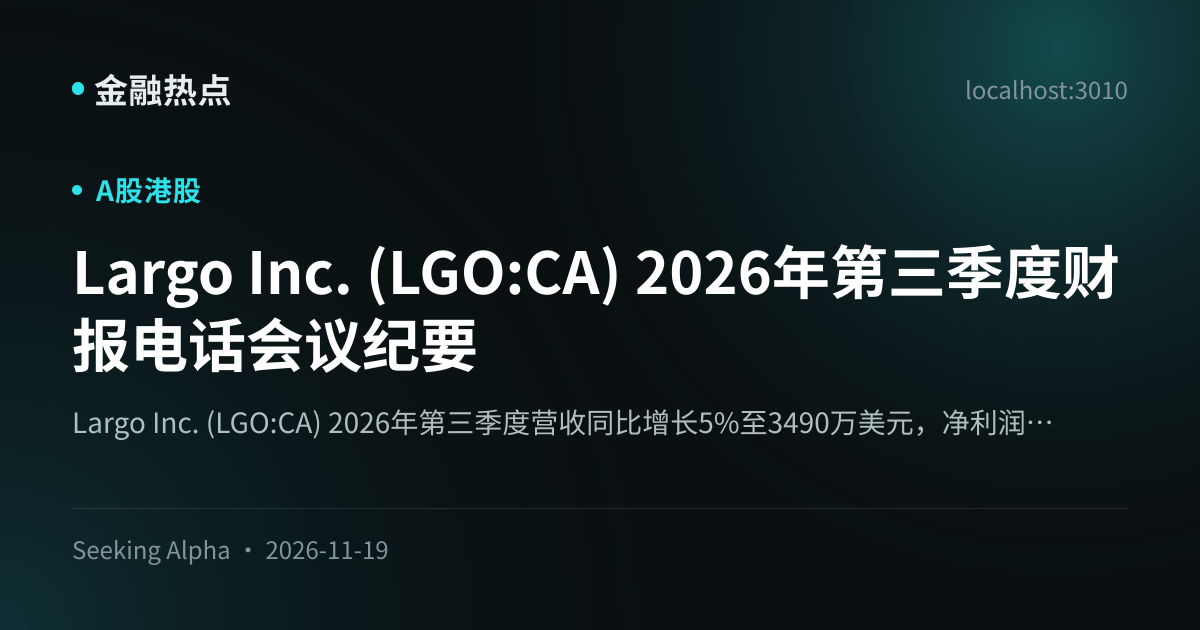 金融热点
localhost:3010
A股港股
Largo Inc. (LGO:CA) 2026年第三季度财
报电话会议纪要
Largo Inc. (LGO:CA) 2026年第三季度营收同比增长5%至3490万美元，净利润…
Seeking Alpha · 2026-11-19